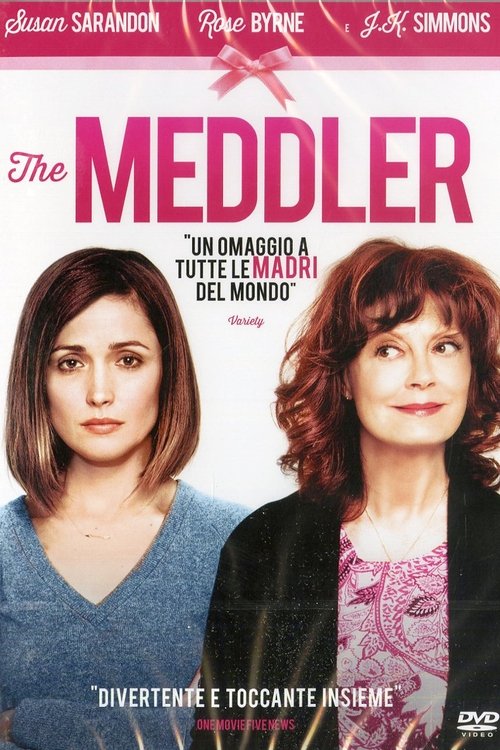 Susan SARANDON Rose BYRNE E J.K. SIMMONS
The MEDDLER
"UN OMAGGIO A
TUTTE LE MADRI
DEL MONDO"
Variety
"DIVERTENTE E TOCCANTE INSIEME"
ONE MOVIE FIVE NEWS
DVD
VIDEO